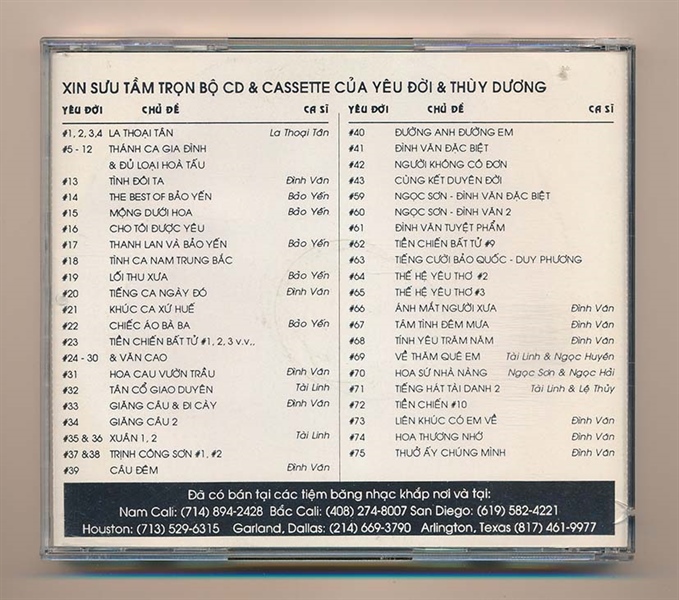 XIN SƯU TẦM TRỌN BỘ CD & CASSETTE CỦA YÊU ĐỜI & THÙY DƯƠNG
YÊU ĐỜI CHỦ ĐỀ CA SĨ
#1, 2, 3,4 LA THOẠI TÂN La Thoại Tân
#5 - 12 THÁNH CA GIA ĐÌNH
& ĐỦ LOẠI HOÀ TẤU
#13 TÌNH ĐÔI TA Đình Văn
#14 THE BEST OF BẢO YẾN Bảo Yến
#15 MỘNG DƯỚI HOA Bảo Yến
#16 CHO TÔI ĐƯỢC YÊU
#17 THANH LAN VÀ BẢO YẾN Bảo Yến
#18 TÌNH CA NAM TRUNG BẮC
#19 LỐI THU XƯA Bảo Yến
#20 TIẾNG CA NGÀY ĐÓ Đình Văn
#21 KHÚC CA XỨ HUẾ
#22 CHIẾC ÁO BÀ BA Bảo Yến
#23 TIỀN CHIẾN BẤT TỬ #1, 2, 3 v.v..
#24 - 30 & VĂN CAO
#31 HOA CAU VƯỜN TRẦU Đình Văn
#32 TÂN CỔ GIAO DUYÊN Tài Linh
#33 GIĂNG CÂU & ĐI CÀY Đình Văn
#34 GIĂNG CÂU 2
#35 & 36 XUÂN 1, 2 Tài Linh
#37 &38 TRỊNH CÔNG SƠN #1, #2
#39 CÂU ĐÊM Đình Văn
YÊU ĐỜI CHỦ ĐỀ CA SĨ
#40 ĐƯỜNG ANH ĐƯỜNG EM
#41 ĐÌNH VĂN ĐẶC BIỆT
#42 NGƯỜI KHÔNG CÔ ĐƠN
#43 CÙNG KẾT DUYÊN ĐỜI
#59 NGỌC SƠN - ĐÌNH VĂN ĐẶC BIỆT
#60 NGỌC SƠN - ĐÌNH VĂN 2
#61 ĐÌNH VĂN TUYỆT PHẨM
#62 TIỀN CHIẾN BẤT TỬ #9
#63 TIẾNG CƯỜI BẢO QUỐC - DUY PHƯƠNG
#64 THẾ HỆ YÊU THƠ #2
#65 THẾ HỆ YÊU THƠ #3
#66 ÁNH MẮT NGƯỜI XƯA Đình Văn
#67 TÂM TÌNH ĐÊM MƯA Đình Văn
#68 TÌNH YÊU TRĂM NĂM Đình Văn
#69 VỀ THĂM QUÊ EM Tài Linh & Ngọc Huyền
#70 HOA SỨ NHÀ NÀNG Ngọc Sơn & Ngọc Hải
#71 TIẾNG HÁT TÀI DANH 2 Tài Linh & Lệ Thủy
#72 TIỀN CHIẾN #10
#73 LIÊN KHÚC CÓ EM VỀ Đình Văn
#74 HOA THƯƠNG NHỚ Đình Văn
#75 THUỞ ẤY CHÚNG MÌNH Đình Văn
Đã có bán tại các tiệm băng nhạc khắp nơi và tại:
Nam Cali: (714) 894-2428 Bắc Cali: (408) 274-8007 San Diego: (619) 582-4221
Houston: (713) 529-6315 Garland, Dallas: (214) 669-3790 Arlington, Texas (817) 461-9977